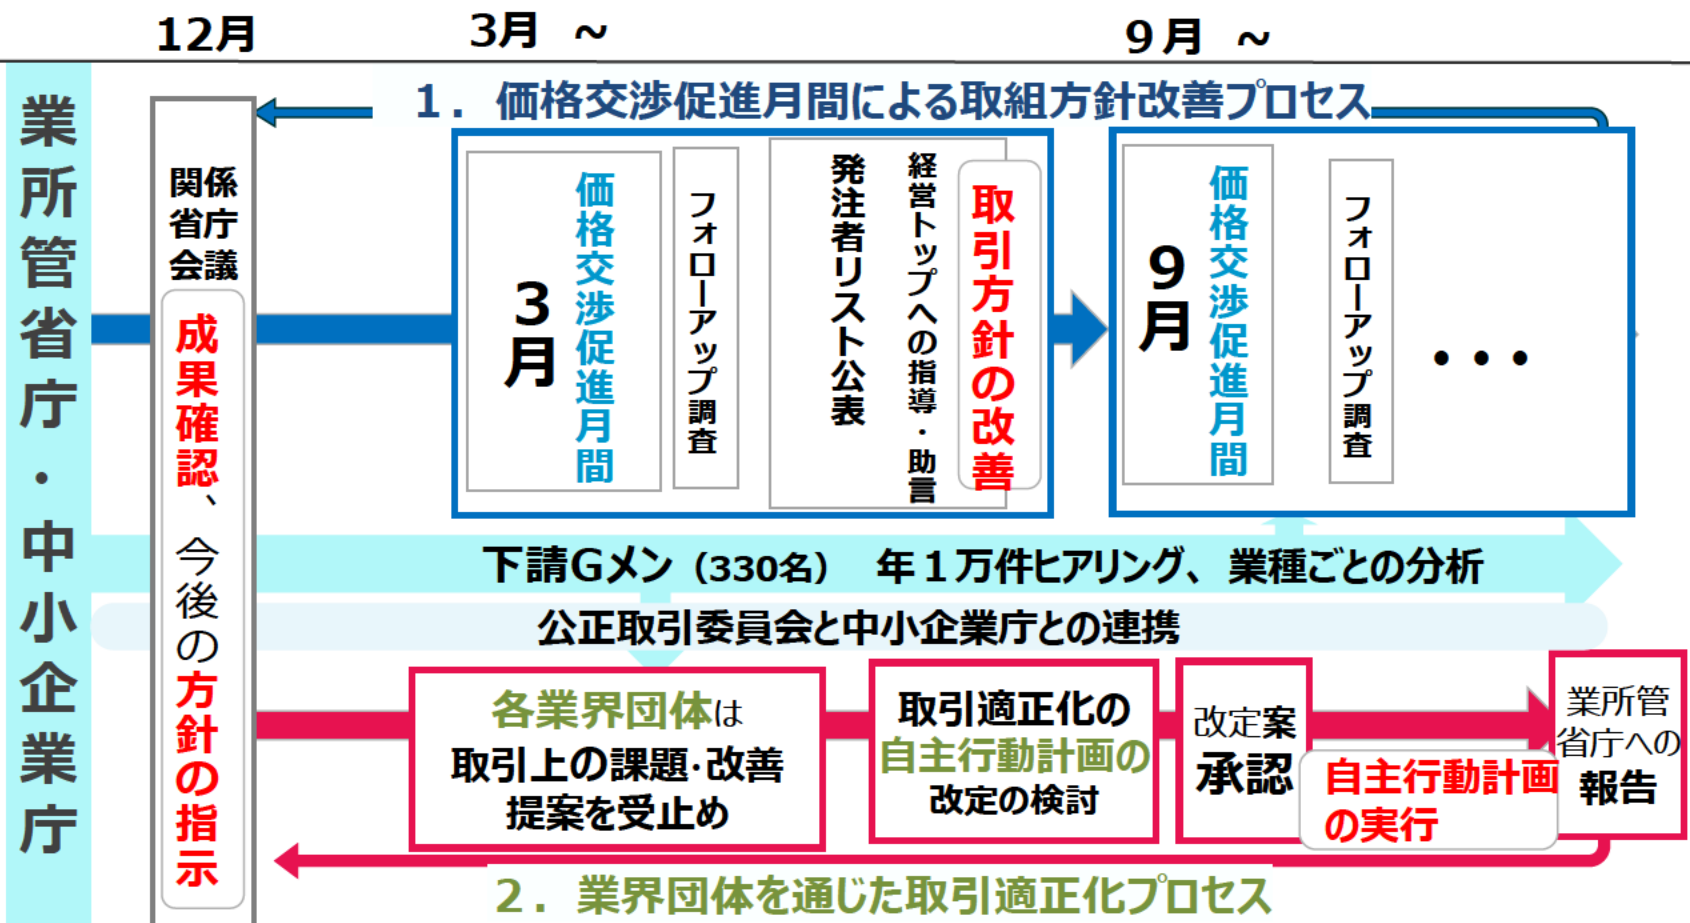 12月
3月 ~
9月 ~
業所管省庁・中小企業庁
1．価格交渉促進月間による取組方針改善プロセス
関係
省庁
会議
成果確認、今後の方針の指示
3月
価格交渉促進月間
フォローアップ調査
発注者リスト公表
経営トップへの指導・助言
取引方針の改善
9月
価格交渉促進月間
フォローアップ調査
・・・
下請Gメン（330名） 年１万件ヒアリング、業種ごとの分析
公正取引委員会と中小企業庁との連携
各業界団体は
取引上の課題･改善
提案を受止め
取引適正化の
自主行動計画の
改定の検討
改定案
承認
自主行動計画
の実行
業所管
省庁への
報告
2．業界団体を通じた取引適正化プロセス